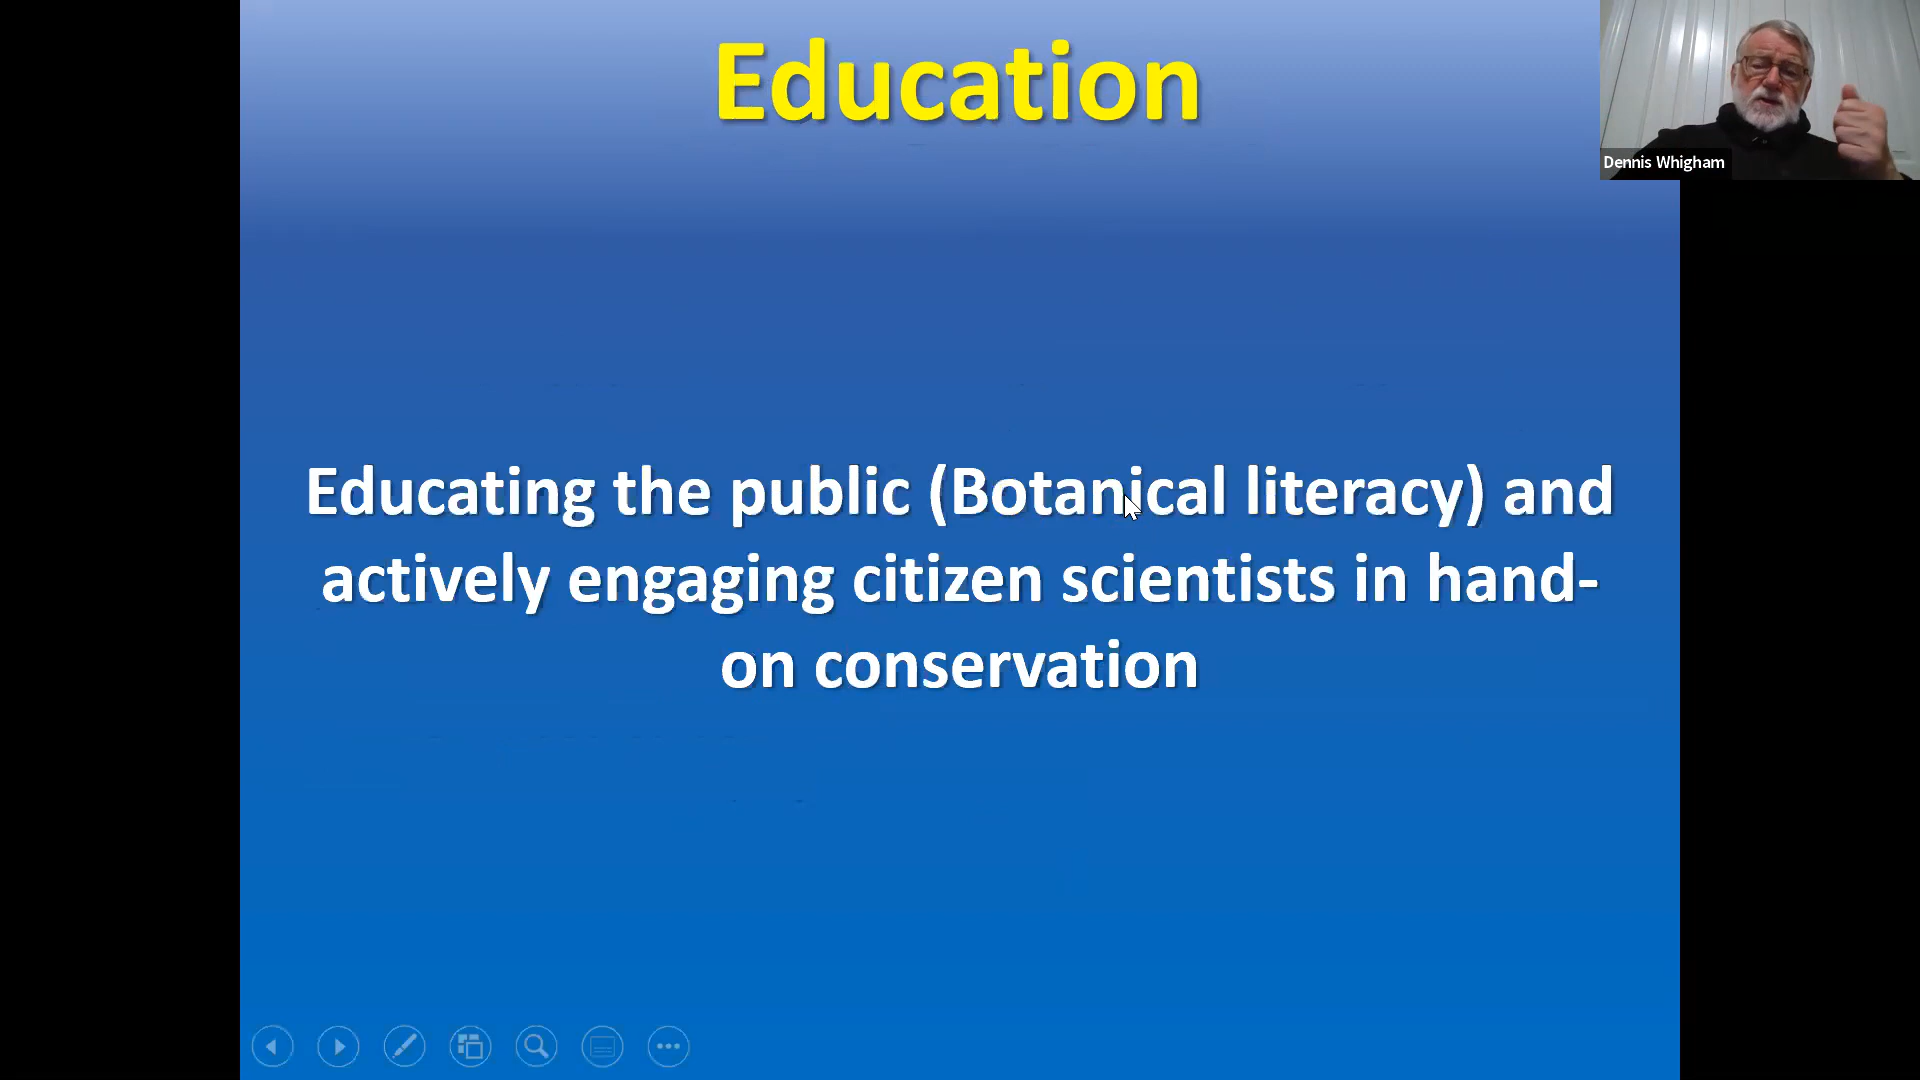 Education
Dennis Whigham
Educating the public (Botanical literacy) and
actively engaging citizen scientists in hand-
on conservation